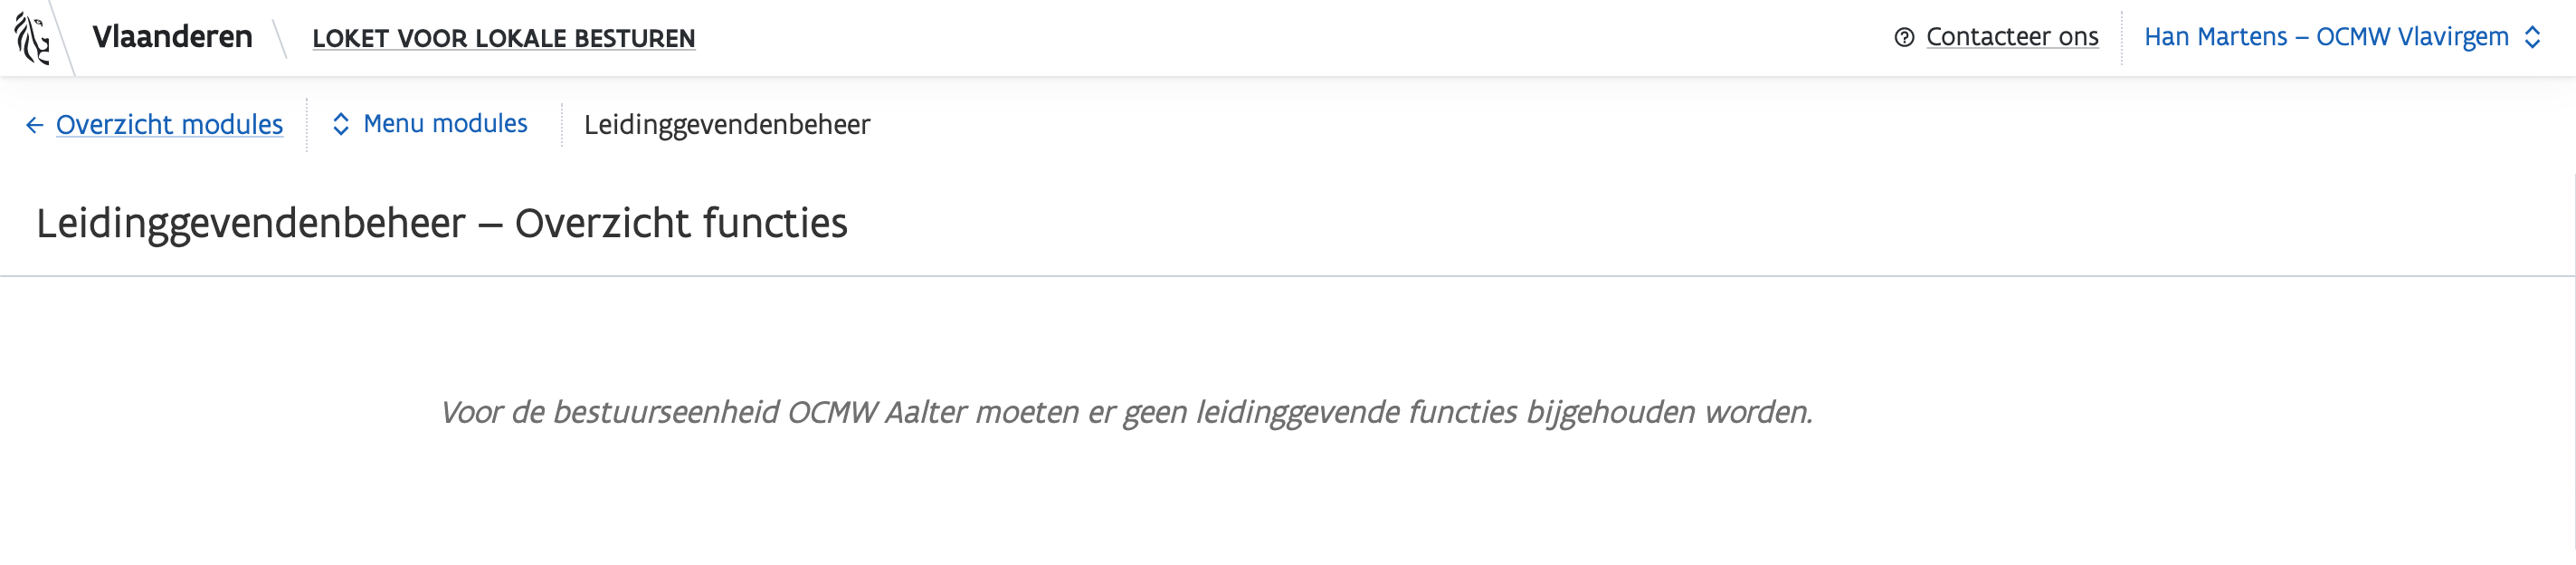 Vlaanderen LOKET VOOR LOKALE BESTUREN Contacteer ons Han Martens – OCMW Vlavirgem
Overzicht modules Menu modules Leidinggevendenbeheer
Leidinggevendenbeheer – Overzicht functies
Voor de bestuurseenheid OCMW Aalter moeten er geen leidinggevende functies bijgehouden worden.